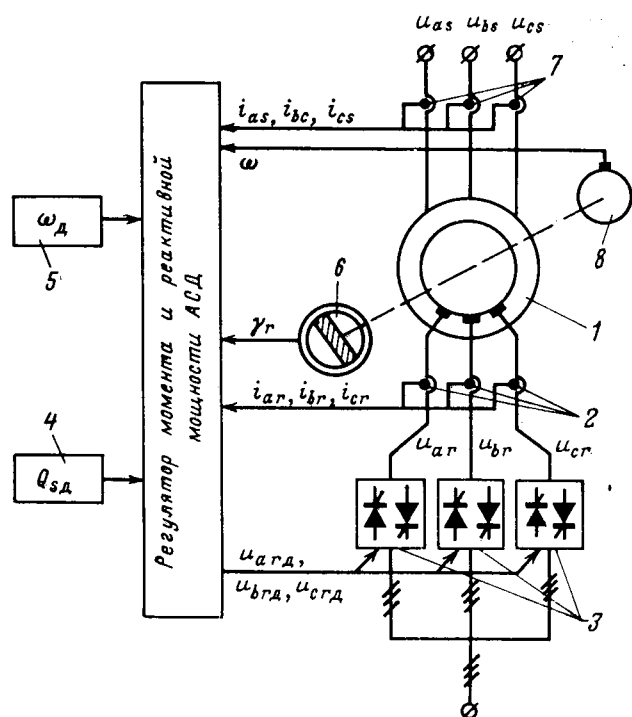 u_as u_bs u_cs
7
i_as, i_bc, i_cs
ω
ω_д
5
8
6
1
γ_r
Регулятор момента и реактивной
мощности АСД
i_ar, i_br, i_cr
2
4
Q_sд
u_ar u_br u_cr
u_arд,
u_brд, u_crд
3